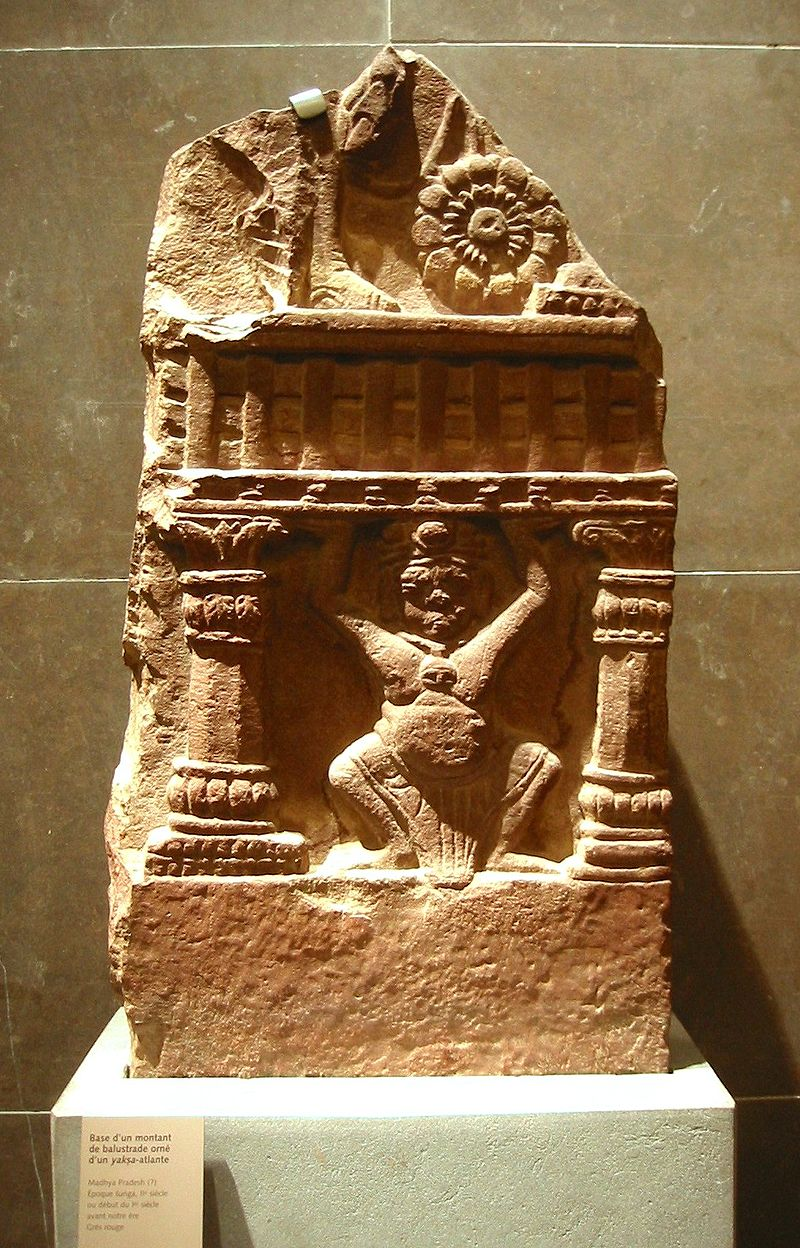 Base d'un montant
de balustrade orné
d'un yakṣa-atlante
Madhya Pradesh (?)
Époque śuṅga, IIᵉ siècle
ou début du Iᵉʳ siècle
avant notre ère
Grès rouge